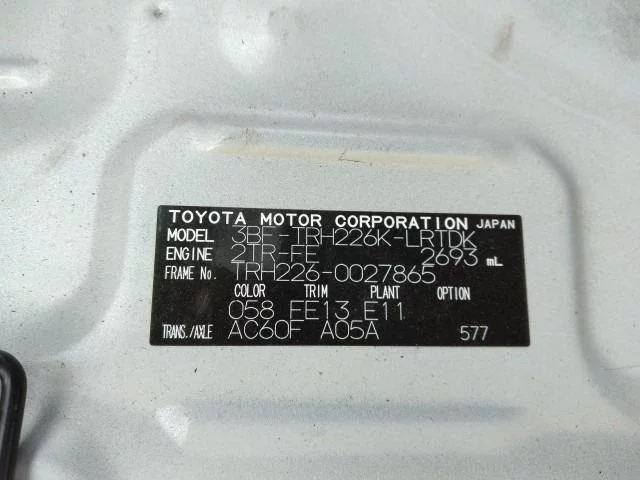 TOYOTA MOTOR CORPORATION JAPAN
MODEL 3BF-TRH226K-LRTDK
ENGINE 2TR-FE 2693 mL
FRAME No. TRH226-0027865
COLOR TRIM PLANT OPTION
058 FE13 E11
TRANS./AXLE AC60F A05A 577